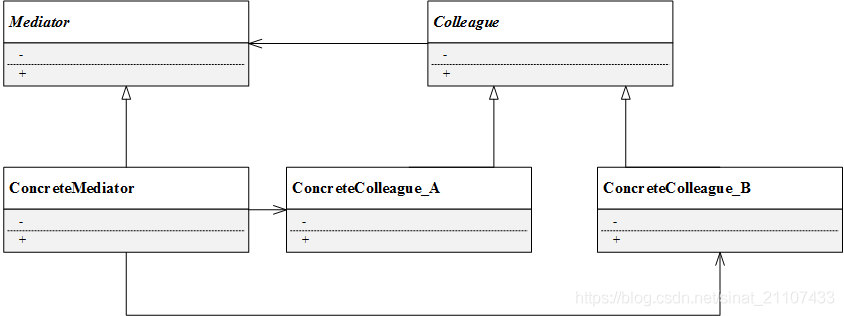 Mediator
-
+
Colleague
-
+
ConcreteMediator
-
+
ConcreteColleague_A
-
+
ConcreteColleague_B
-
+
https://blog.csdn.net/sinat_21107433